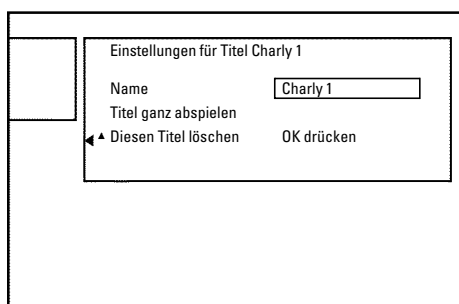 Einstellungen für Titel Charly 1
Name Charly 1
Titel ganz abspielen
Diesen Titel löschen OK drücken